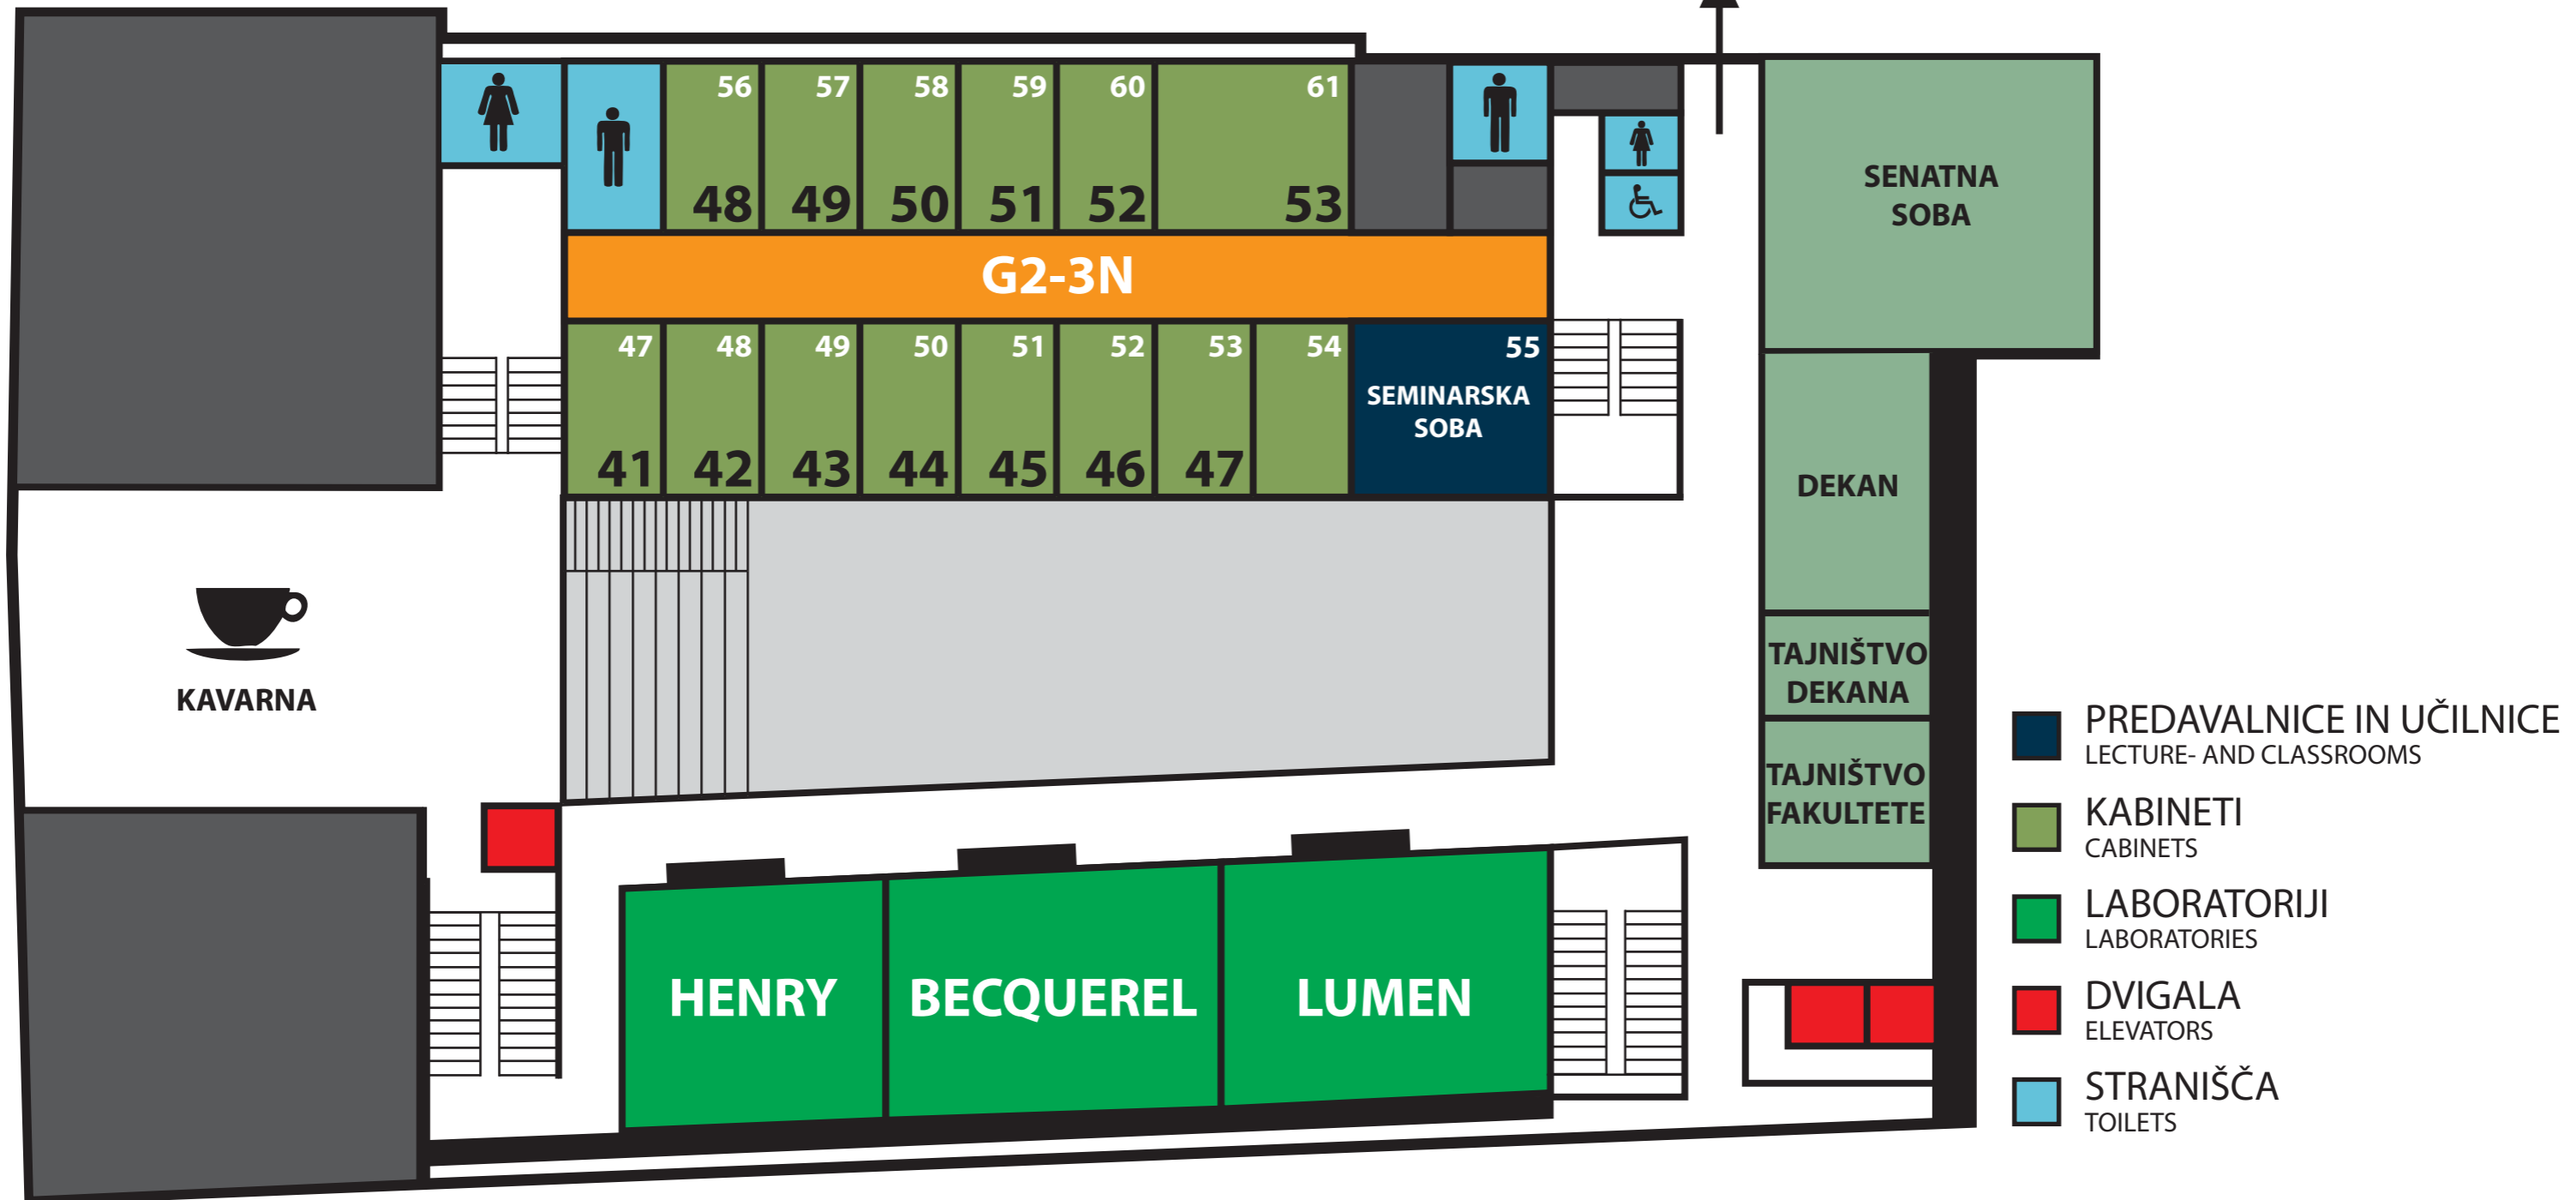 56 57 58 59 60 61
48 49 50 51 52 53
SENATNA
SOBA
G2-3N
47 48 49 50 51 52 53 54 55
SEMINARSKA
SOBA
41 42 43 44 45 46 47
DEKAN
KAVARNA
TAJNIŠTVO
DEKANA
TAJNIŠTVO
FAKULTETE
HENRY
BECQUEREL
LUMEN
PREDAVALNICE IN UČILNICE
LECTURE- AND CLASSROOMS
KABINETI
CABINETS
LABORATORIJI
LABORATORIES
DVIGALA
ELEVATORS
STRANIŠČA
TOILETS